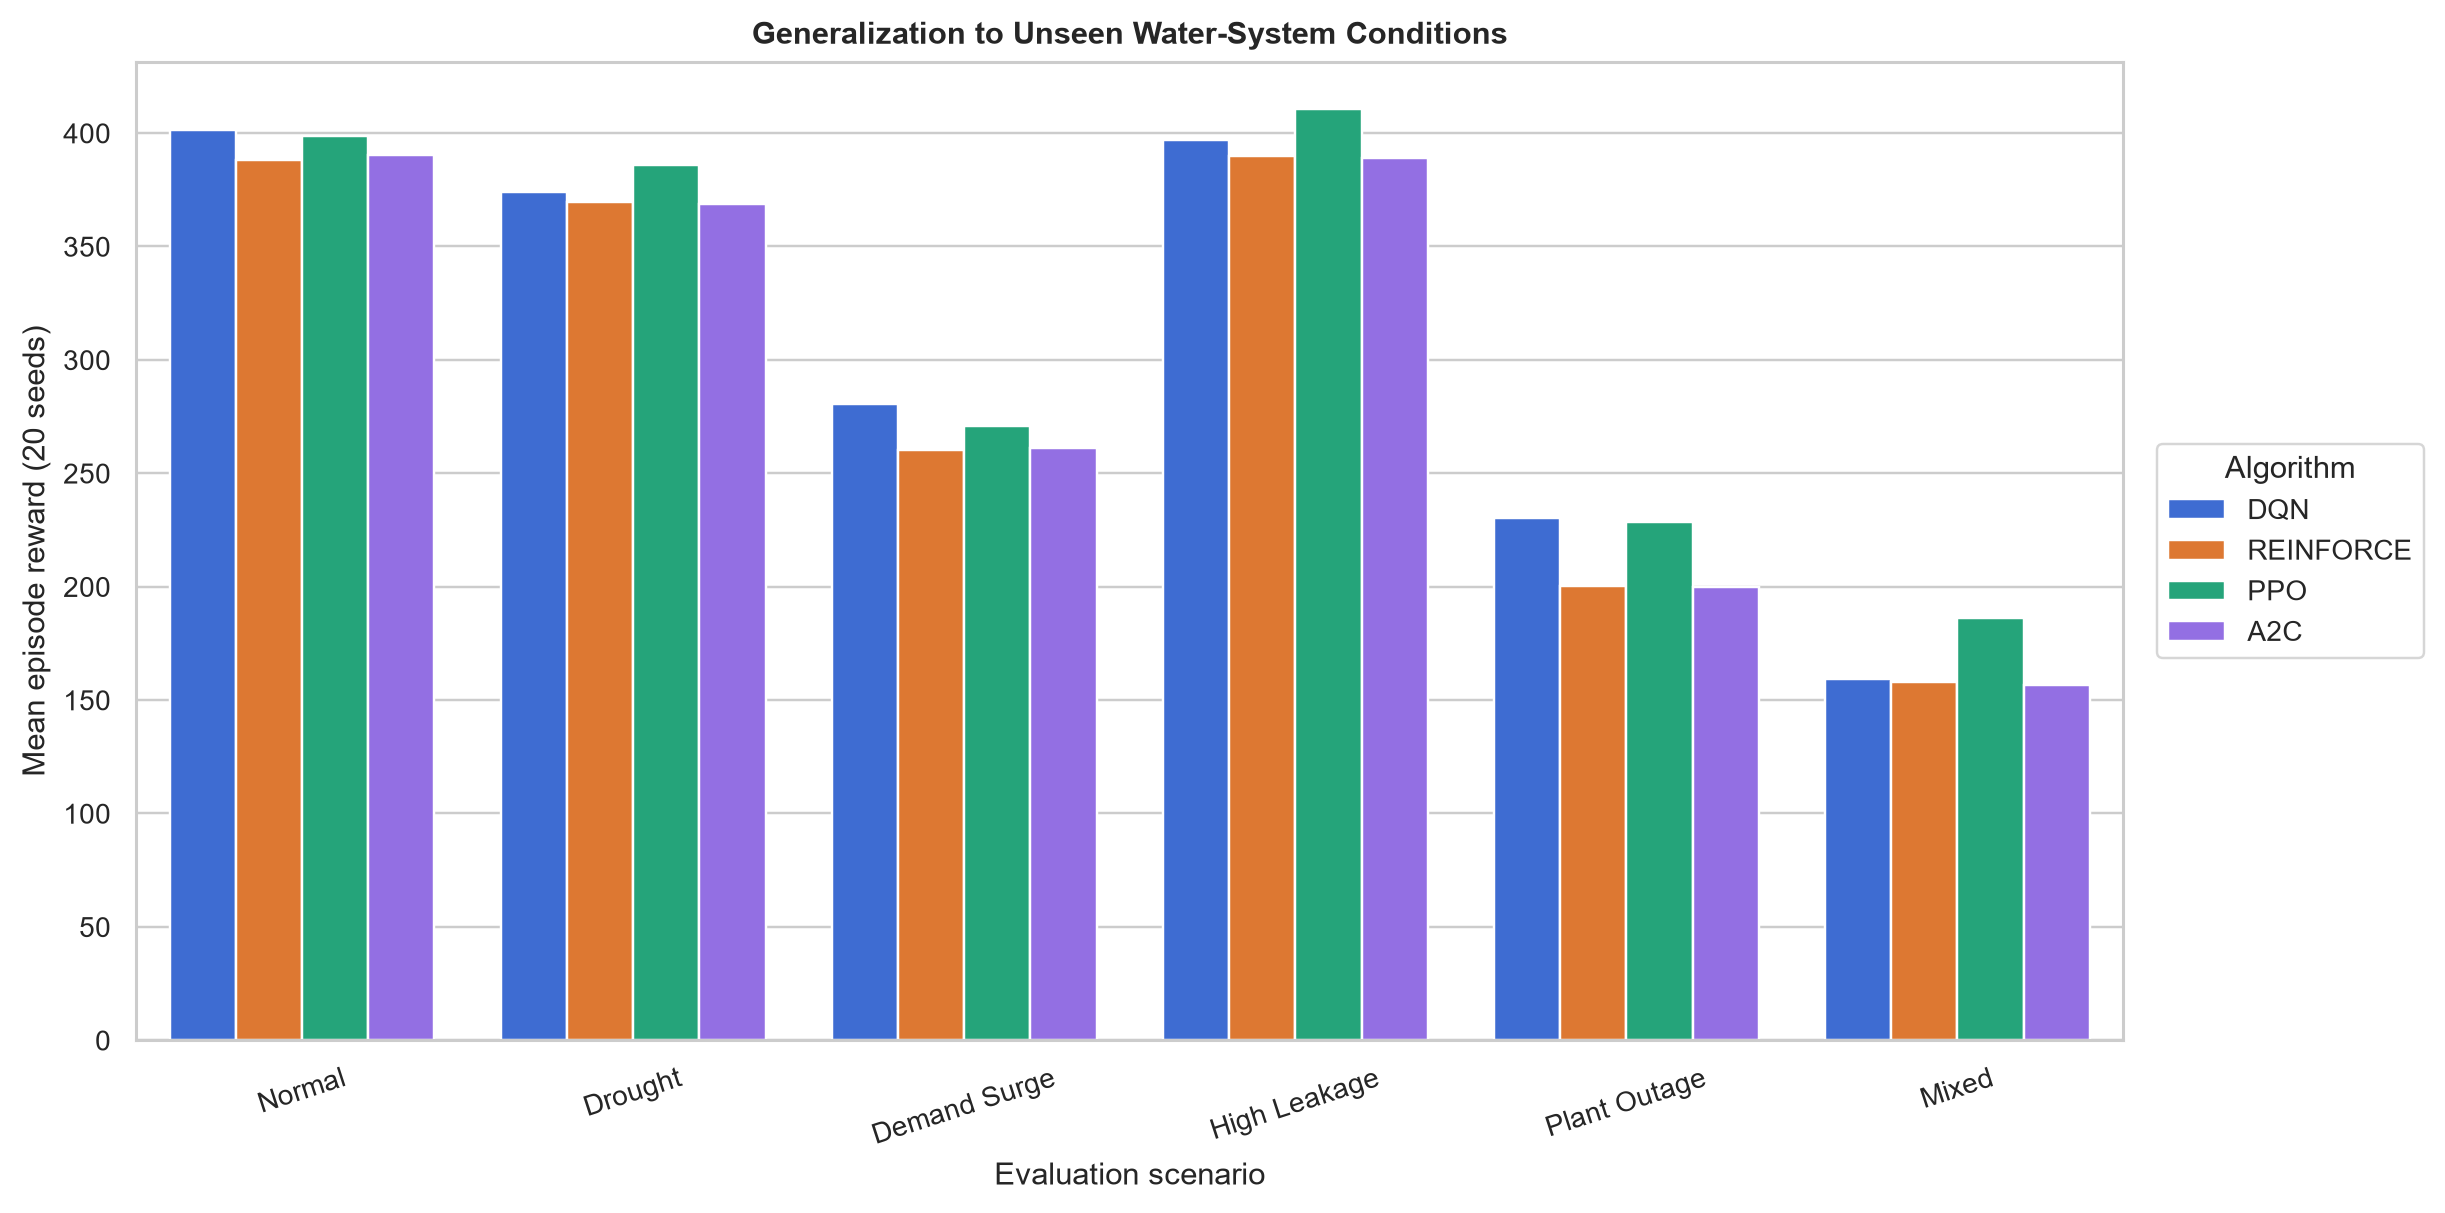 Generalization to Unseen Water-System Conditions
Mean episode reward (20 seeds)
400
350
300
250
200
150
100
50
0
Normal
Drought
Demand Surge
High Leakage
Plant Outage
Mixed
Evaluation scenario
Algorithm
DQN
REINFORCE
PPO
A2C